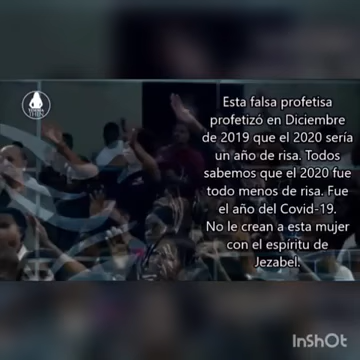 Esta falsa profetisa
profetizó en Diciembre
de 2019 que el 2020 sería
un año de risa. Todos
sabemos que el 2020 fue
todo menos de risa. Fue
el año del Covid-19.
No le crean a esta mujer
con el espíritu de
Jezabel.
InShOt